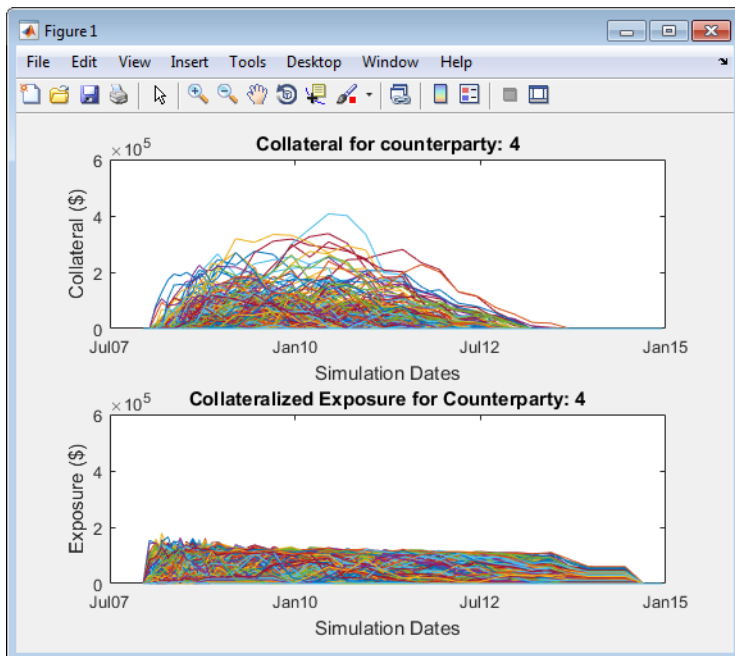 Figure 1
File Edit View Insert Tools Desktop Window Help
Collateral for counterparty: 4
×10^5
Collateral ($)
6
4
2
0
Jul07 Jan10 Jul12 Jan15
Simulation Dates
Collateralized Exposure for Counterparty: 4
×10^5
Exposure ($)
6
4
2
0
Jul07 Jan10 Jul12 Jan15
Simulation Dates